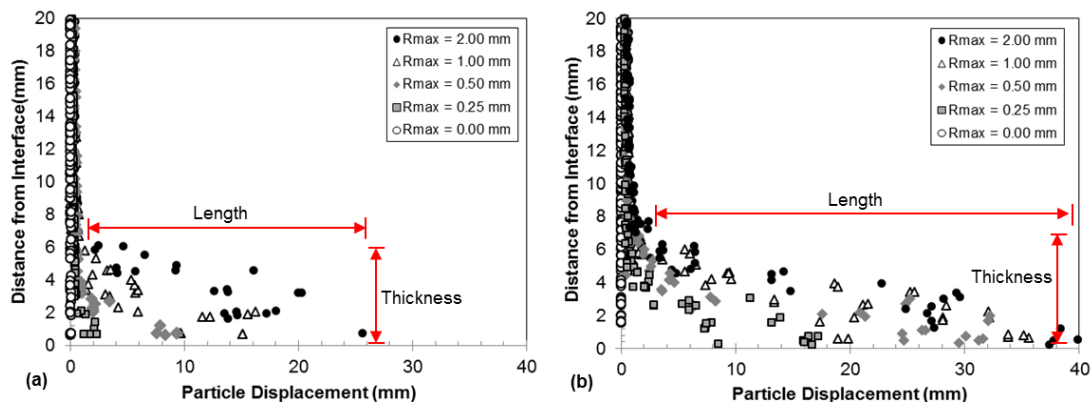 20
18
16
14
12
10
8
6
4
2
0
Distance from Interface(mm)
Rmax = 2.00 mm
Rmax = 1.00 mm
Rmax = 0.50 mm
Rmax = 0.25 mm
Rmax = 0.00 mm
Length
Thickness
0 10 20 30 40
(a)
Particle Displacement (mm)
20
18
16
14
12
10
8
6
4
2
0
Distance from Interface (mm)
Rmax = 2.00 mm
Rmax = 1.00 mm
Rmax = 0.50 mm
Rmax = 0.25 mm
Rmax = 0.00 mm
Length
Thickness
0 10 20 30 40
(b)
Particle Displacement (mm)